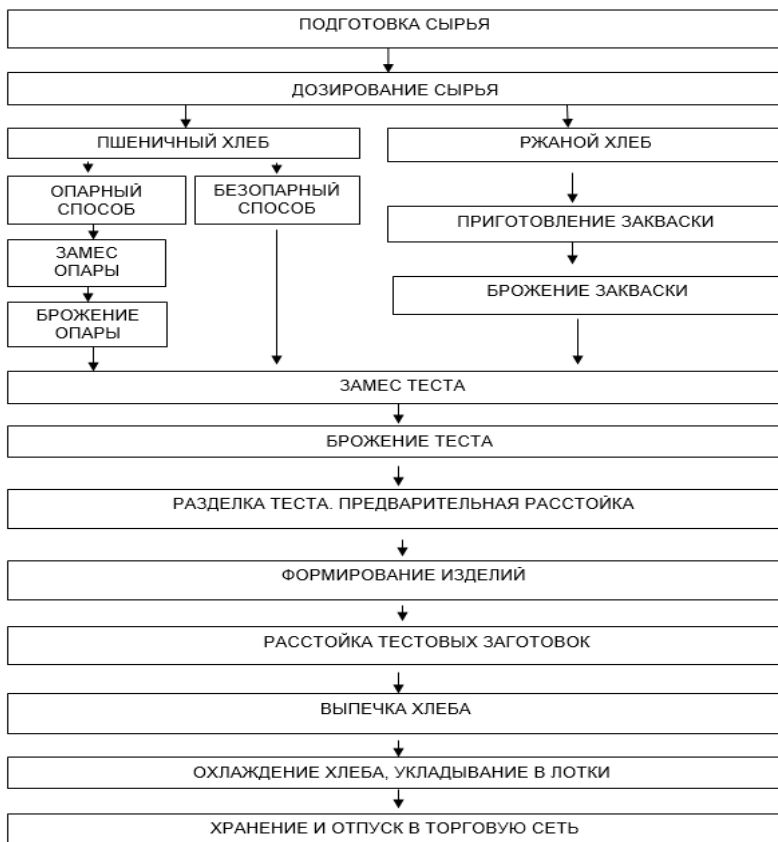 ПОДГОТОВКА СЫРЬЯ
ДОЗИРОВАНИЕ СЫРЬЯ
ПШЕНИЧНЫЙ ХЛЕБ
РЖАНОЙ ХЛЕБ
ОПАРНЫЙ
СПОСОБ
БЕЗОПАРНЫЙ
СПОСОБ
ПРИГОТОВЛЕНИЕ ЗАКВАСКИ
ЗАМЕС
ОПАРЫ
БРОЖЕНИЕ ЗАКВАСКИ
БРОЖЕНИЕ
ОПАРЫ
ЗАМЕС ТЕСТА
БРОЖЕНИЕ ТЕСТА
РАЗДЕЛКА ТЕСТА. ПРЕДВАРИТЕЛЬНАЯ РАССТОЙКА
ФОРМИРОВАНИЕ ИЗДЕЛИЙ
РАССТОЙКА ТЕСТОВЫХ ЗАГОТОВОК
ВЫПЕЧКА ХЛЕБА
ОХЛАЖДЕНИЕ ХЛЕБА, УКЛАДЫВАНИЕ В ЛОТКИ
ХРАНЕНИЕ И ОТПУСК В ТОРГОВУЮ СЕТЬ